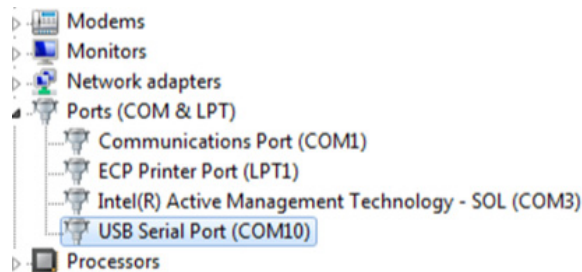 Modems
Monitors
Network adapters
Ports (COM & LPT)
Communications Port (COM1)
ECP Printer Port (LPT1)
Intel(R) Active Management Technology - SOL (COM3)
USB Serial Port (COM10)
Processors